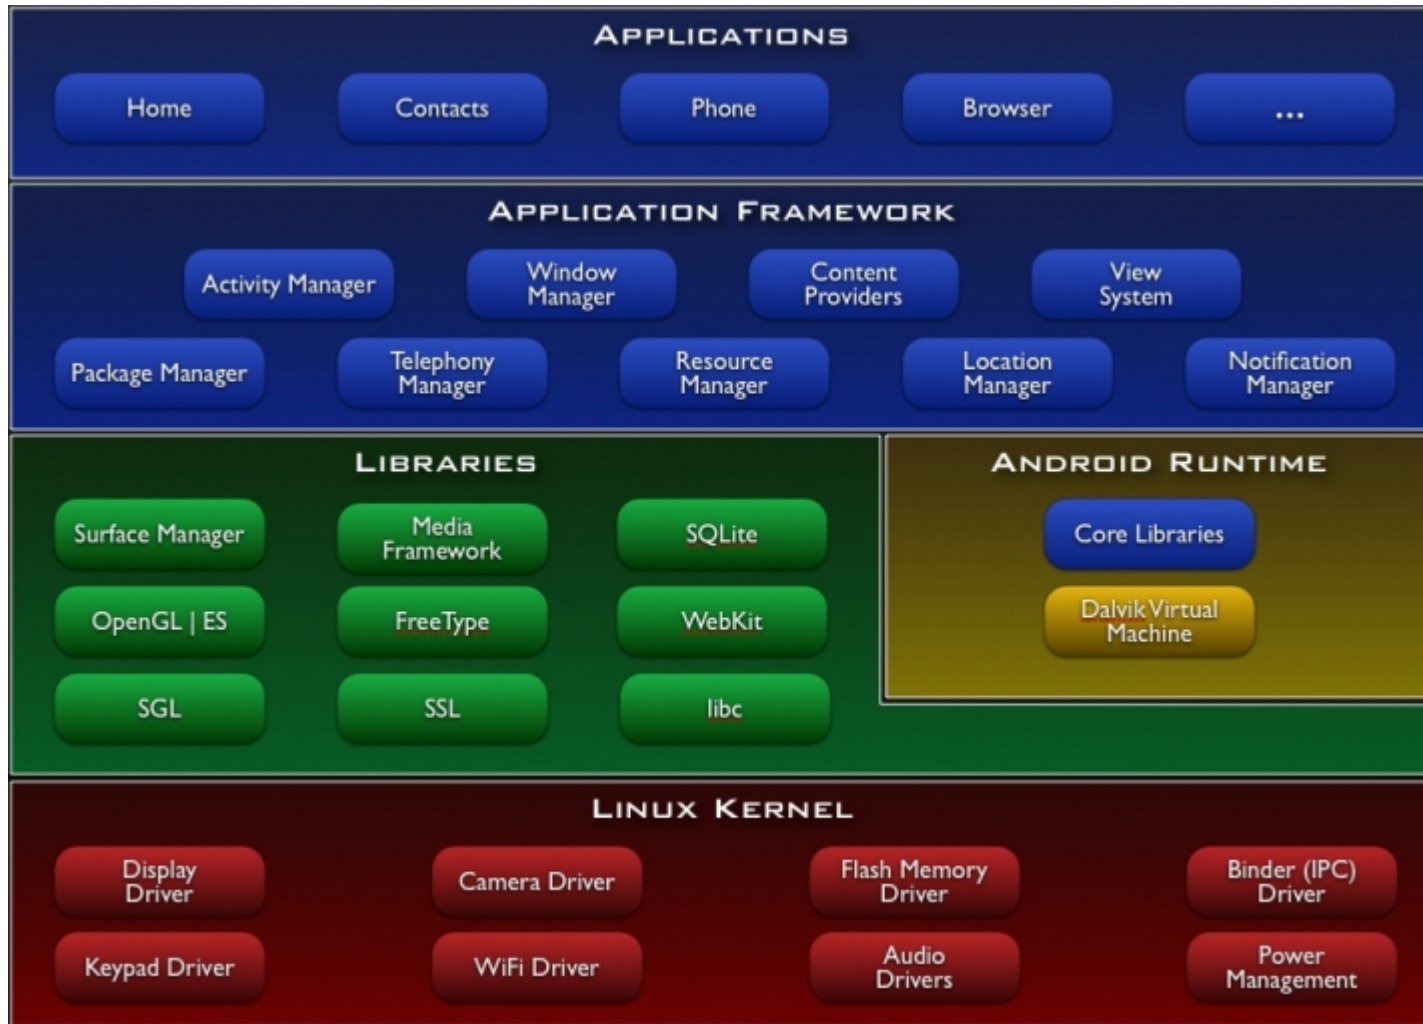 APPLICATIONS
Home
Contacts
Phone
Browser
...
APPLICATION FRAMEWORK
Activity Manager
Window
Manager
Content
Providers
View
System
Package Manager
Telephony
Manager
Resource
Manager
Location
Manager
Notification
Manager
LIBRARIES
Surface Manager
Media
Framework
SQLite
OpenGL | ES
FreeType
WebKit
SGL
SSL
libc
ANDROID RUNTIME
Core Libraries
Dalvik Virtual
Machine
LINUX KERNEL
Display
Driver
Camera Driver
Flash Memory
Driver
Binder (IPC)
Driver
Keypad Driver
WiFi Driver
Audio
Drivers
Power
Management